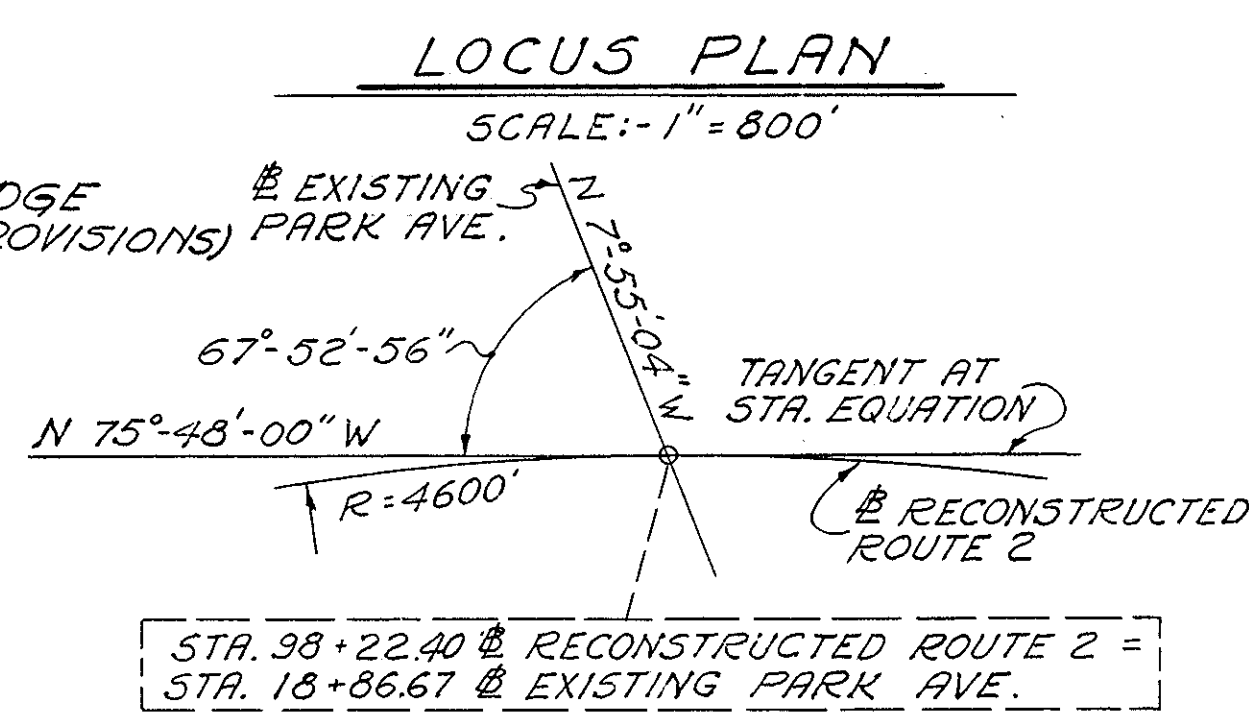 LOCUS PLAN
SCALE:- 1" = 800'
DGE
ROVISIONS)
℄ EXISTING
PARK AVE.
N 7°-55'-04" W
67°-52'-56"
TANGENT AT
STA. EQUATION
N 75°-48'-00" W
R = 4600'
℄ RECONSTRUCTED
ROUTE 2
STA. 98+22.40 ℄ RECONSTRUCTED ROUTE 2 =
STA. 18+86.67 ℄ EXISTING PARK AVE.